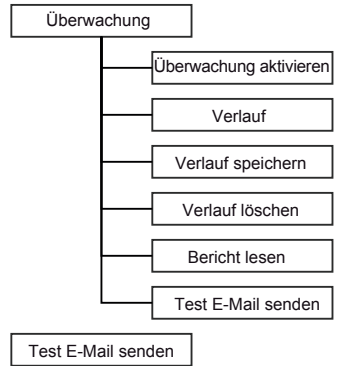 Überwachung
Überwachung aktivieren
Verlauf
Verlauf speichern
Verlauf löschen
Bericht lesen
Test E-Mail senden
Test E-Mail senden